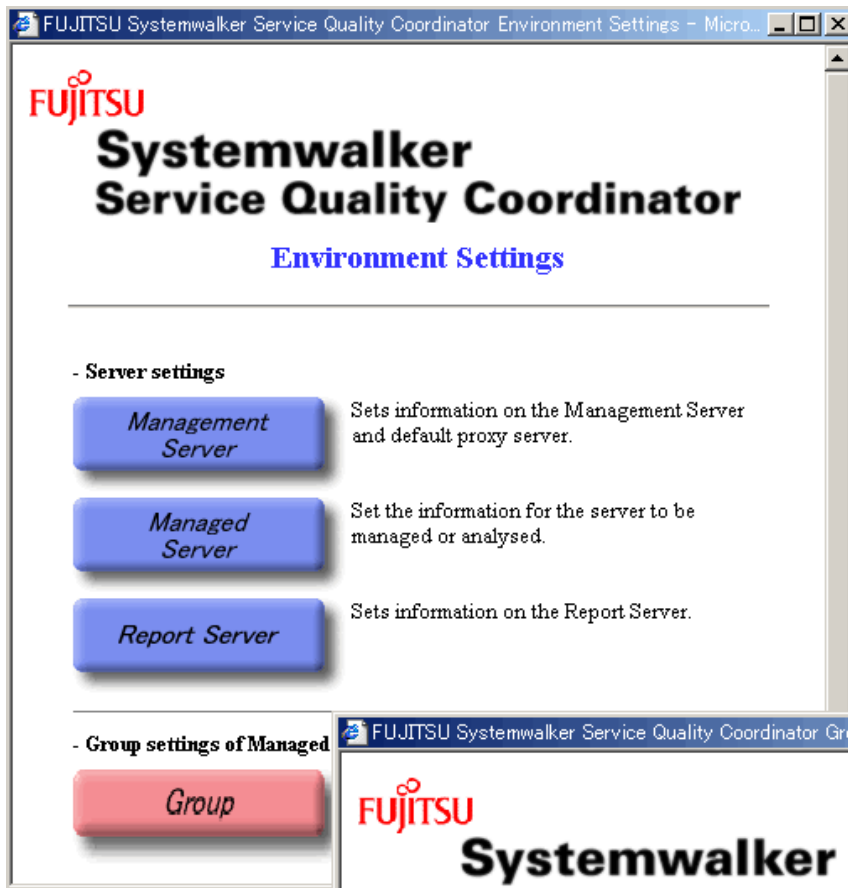 FUJITSU Systemwalker Service Quality Coordinator Environment Settings - Micro...
FUJITSU
Systemwalker
Service Quality Coordinator
Environment Settings
- Server settings
Management
Server
Sets information on the Management Server
and default proxy server.
Managed
Server
Set the information for the server to be
managed or analysed.
Report Server
Sets information on the Report Server.
- Group settings of Managed
Group
FUJITSU Systemwalker Service Quality Coordinator Gr
FUJITSU
Systemwalker